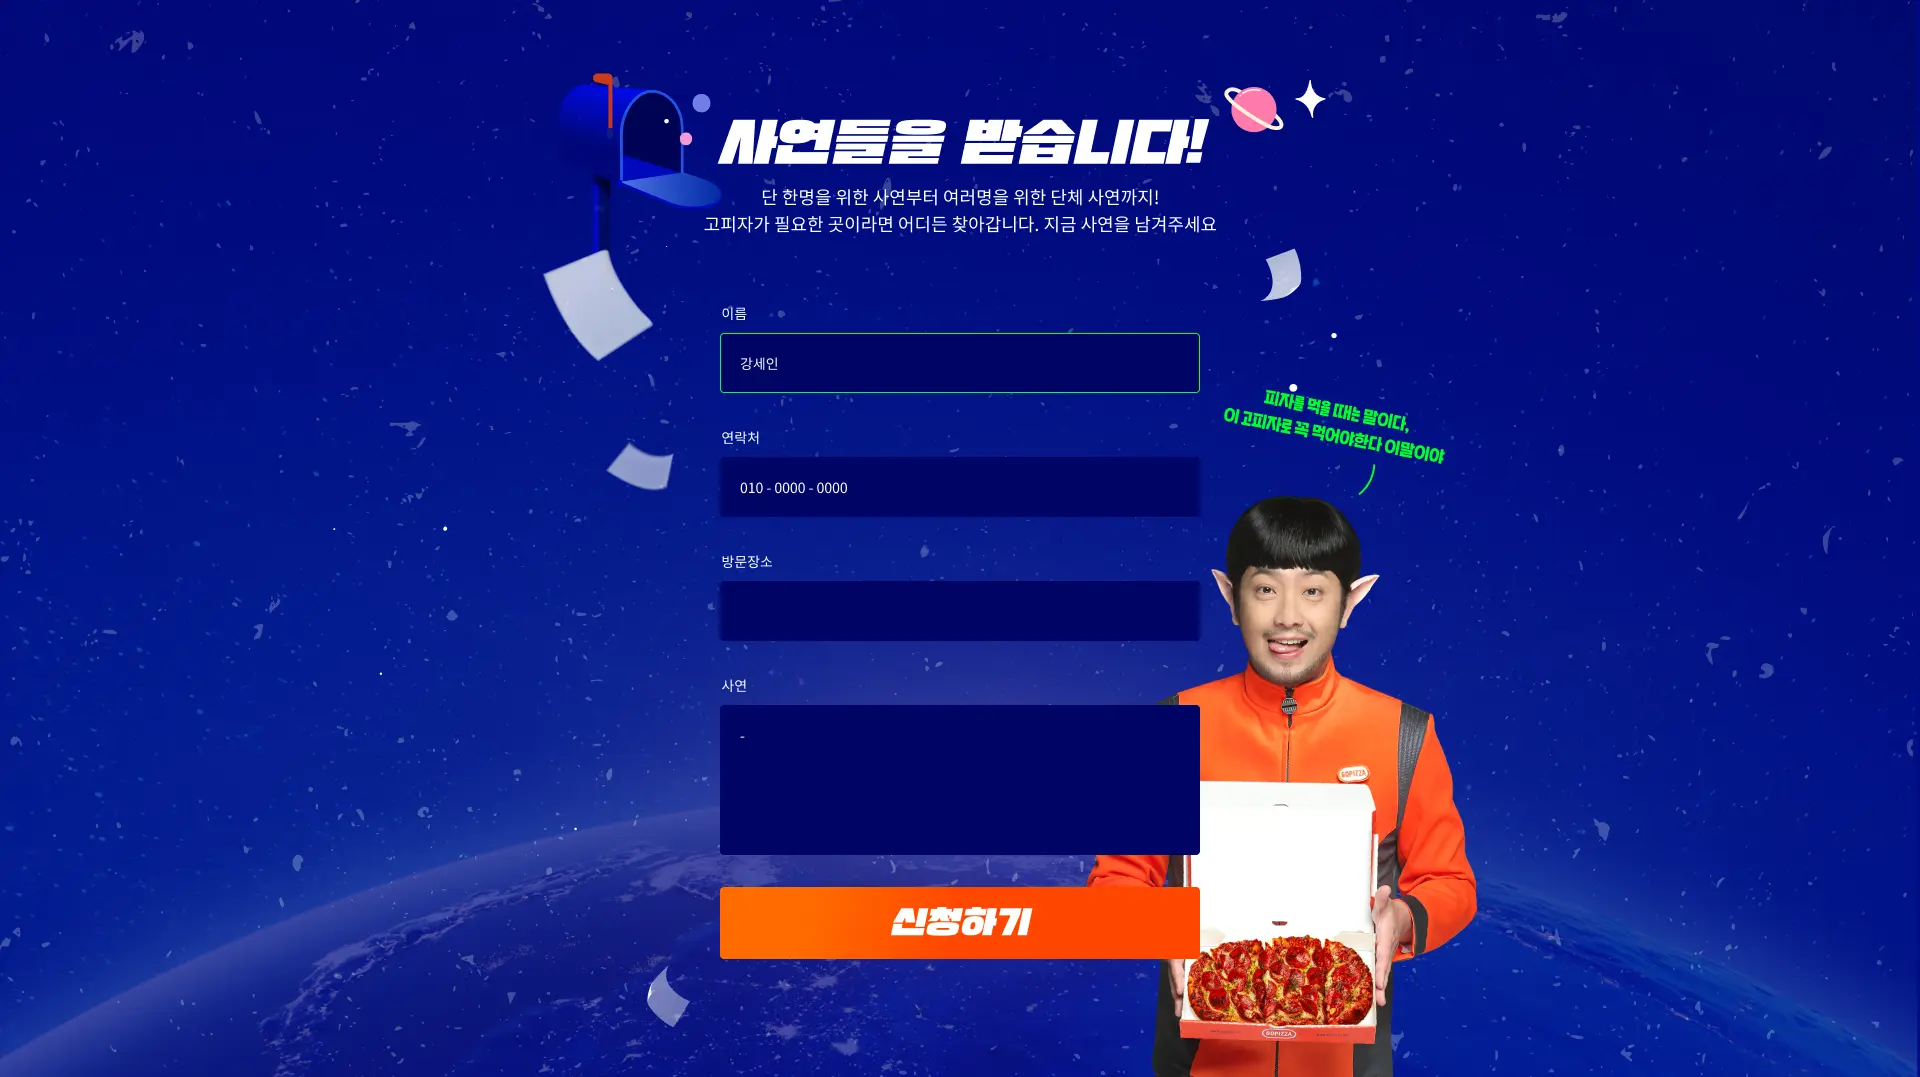 사연들을 받습니다!
단 한명을 위한 사연부터 여러명을 위한 단체 사연까지!
고피자가 필요한 곳이라면 어디든 찾아갑니다. 지금 사연을 남겨주세요
이름
강세인
연락처
010 - 0000 - 0000
방문장소
사연
-
신청하기
피자를 먹을 때는 말이다,
이 고피자로 꼭 먹어야한다 이말이야
GOPIZZA
GOPIZZA